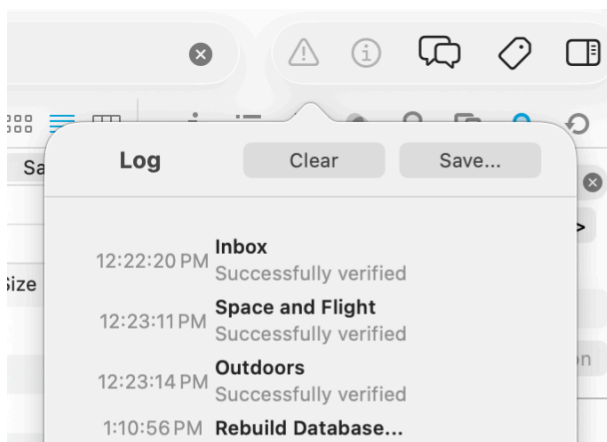 Log
Clear
Save...
Sa
>
Size
n
12:22:20 PM Inbox
Successfully verified
12:23:11 PM Space and Flight
Successfully verified
12:23:14 PM Outdoors
Successfully verified
1:10:56 PM Rebuild Database...